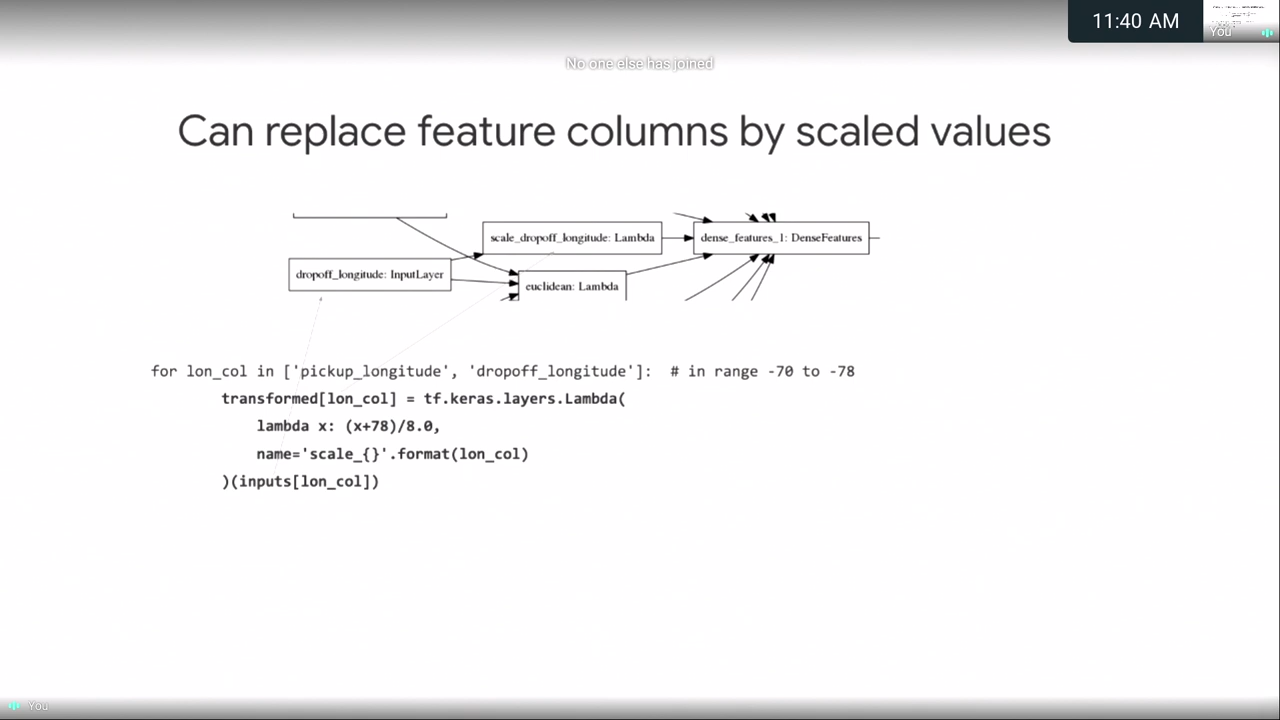 11:40 AM
You
No one else has joined
Can replace feature columns by scaled values
scale_dropoff_longitude: Lambda
dense_features_1: DenseFeatures
dropoff_longitude: InputLayer
euclidean: Lambda
for lon_col in ['pickup_longitude', 'dropoff_longitude']:  # in range -70 to -78
        transformed[lon_col] = tf.keras.layers.Lambda(
            lambda x: (x+78)/8.0,
            name='scale_{}'.format(lon_col)
        )(inputs[lon_col])
You